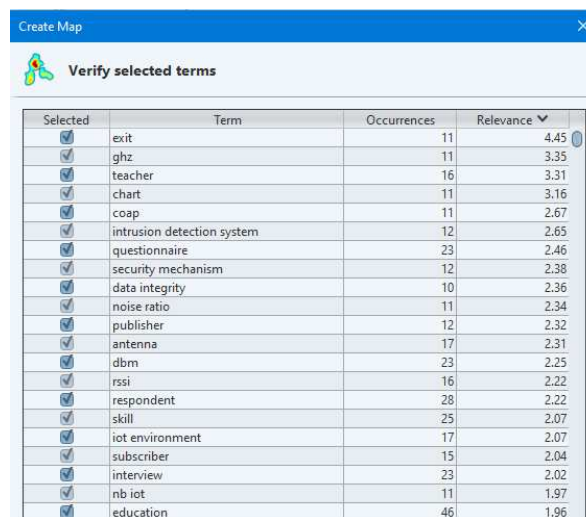 Create Map
Verify selected terms
Selected Term Occurrences Relevance
exit 11 4.45
ghz 11 3.35
teacher 16 3.31
chart 11 3.16
coap 11 2.67
intrusion detection system 12 2.65
questionnaire 23 2.46
security mechanism 12 2.38
data integrity 10 2.36
noise ratio 11 2.34
publisher 12 2.32
antenna 17 2.31
dbm 23 2.25
rssi 16 2.22
respondent 28 2.22
skill 25 2.07
iot environment 17 2.07
subscriber 15 2.04
interview 23 2.02
nb iot 11 1.97
education 46 1.96